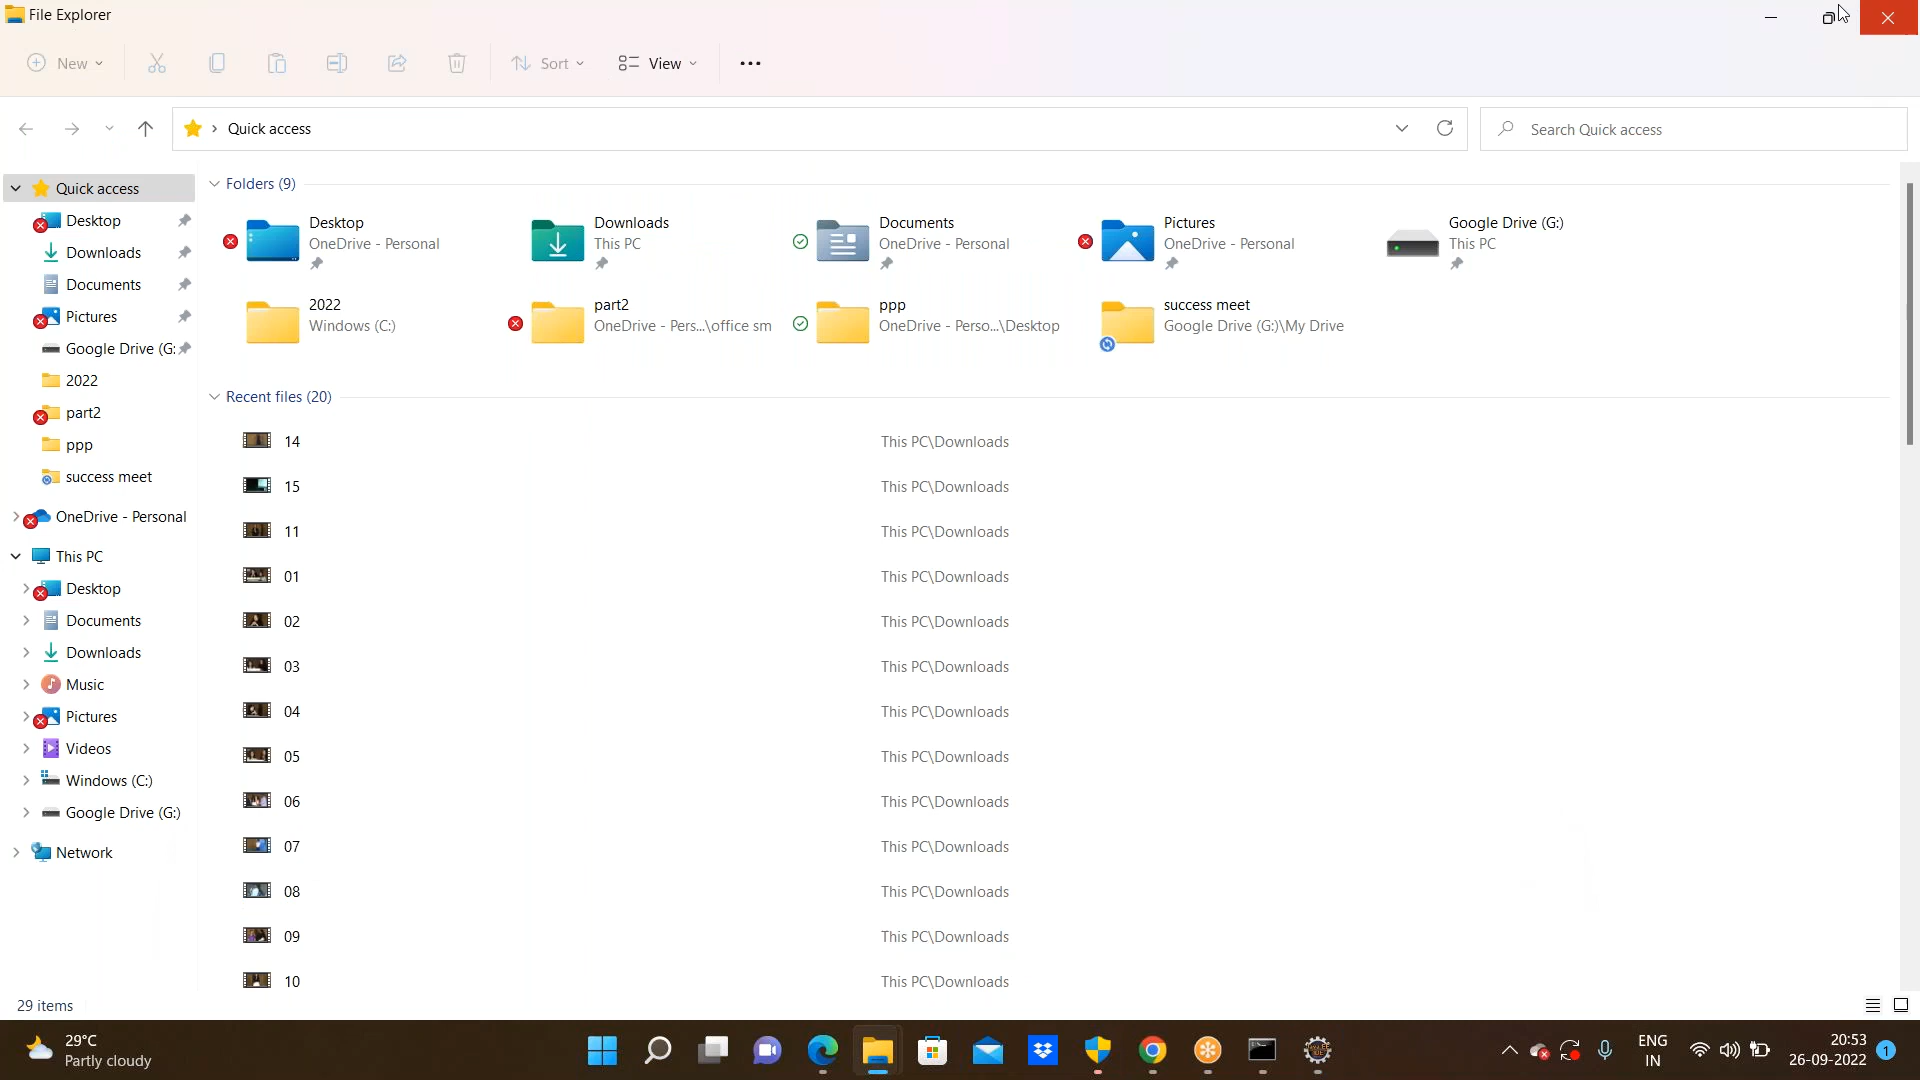 File Explorer
New
Sort
View
Quick access
Search Quick access
Quick access
Desktop
Downloads
Documents
Pictures
Google Drive (G:
2022
part2
ppp
success meet
OneDrive - Personal
This PC
Desktop
Documents
Downloads
Music
Pictures
Videos
Windows (C:)
Google Drive (G:)
Network
Folders (9)
Desktop
OneDrive - Personal
Downloads
This PC
Documents
OneDrive - Personal
Pictures
OneDrive - Personal
Google Drive (G:)
This PC
2022
Windows (C:)
part2
OneDrive - Pers...\office sm
ppp
OneDrive - Perso...\Desktop
success meet
Google Drive (G:)\My Drive
Recent files (20)
14 This PC\Downloads
15 This PC\Downloads
11 This PC\Downloads
01 This PC\Downloads
02 This PC\Downloads
03 This PC\Downloads
04 This PC\Downloads
05 This PC\Downloads
06 This PC\Downloads
07 This PC\Downloads
08 This PC\Downloads
09 This PC\Downloads
10 This PC\Downloads
29 items
29°C
Partly cloudy
ENG
IN
20:53
26-09-2022
1